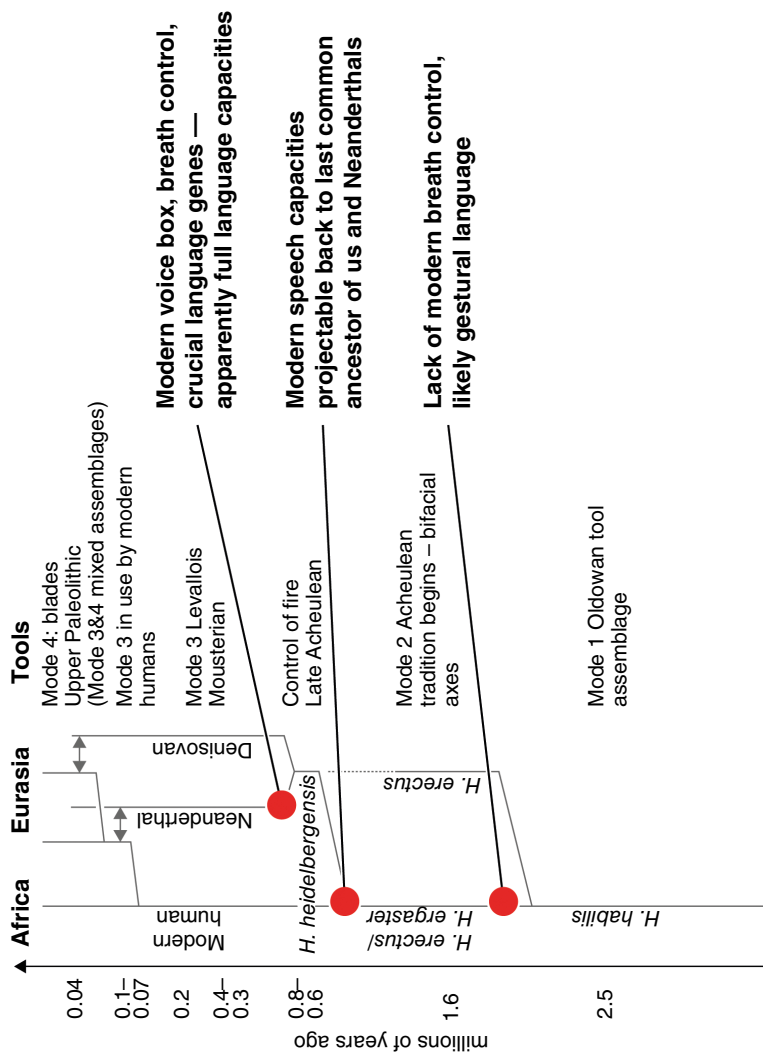 Africa
Eurasia
Tools
millions of years ago
0.04
0.1–
0.07
0.2
0.4–
0.3
0.8–
0.6
1.6
2.5
Modern
human
Neanderthal
Denisovan
H. heidelbergensis
H. erectus/
H. ergaster
H. erectus
H. habilis
Mode 4: blades
Upper Paleolithic
(Mode 3&4 mixed assemblages)
Mode 3 in use by modern
humans
Mode 3 Levallois
Mousterian
Control of fire
Late Acheulean
Mode 2 Acheulean
tradition begins – bifacial
axes
Mode 1 Oldowan tool
assemblage
Modern voice box, breath control,
crucial language genes —
apparently full language capacities
Modern speech capacities
projectable back to last common
ancestor of us and Neanderthals
Lack of modern breath control,
likely gestural language